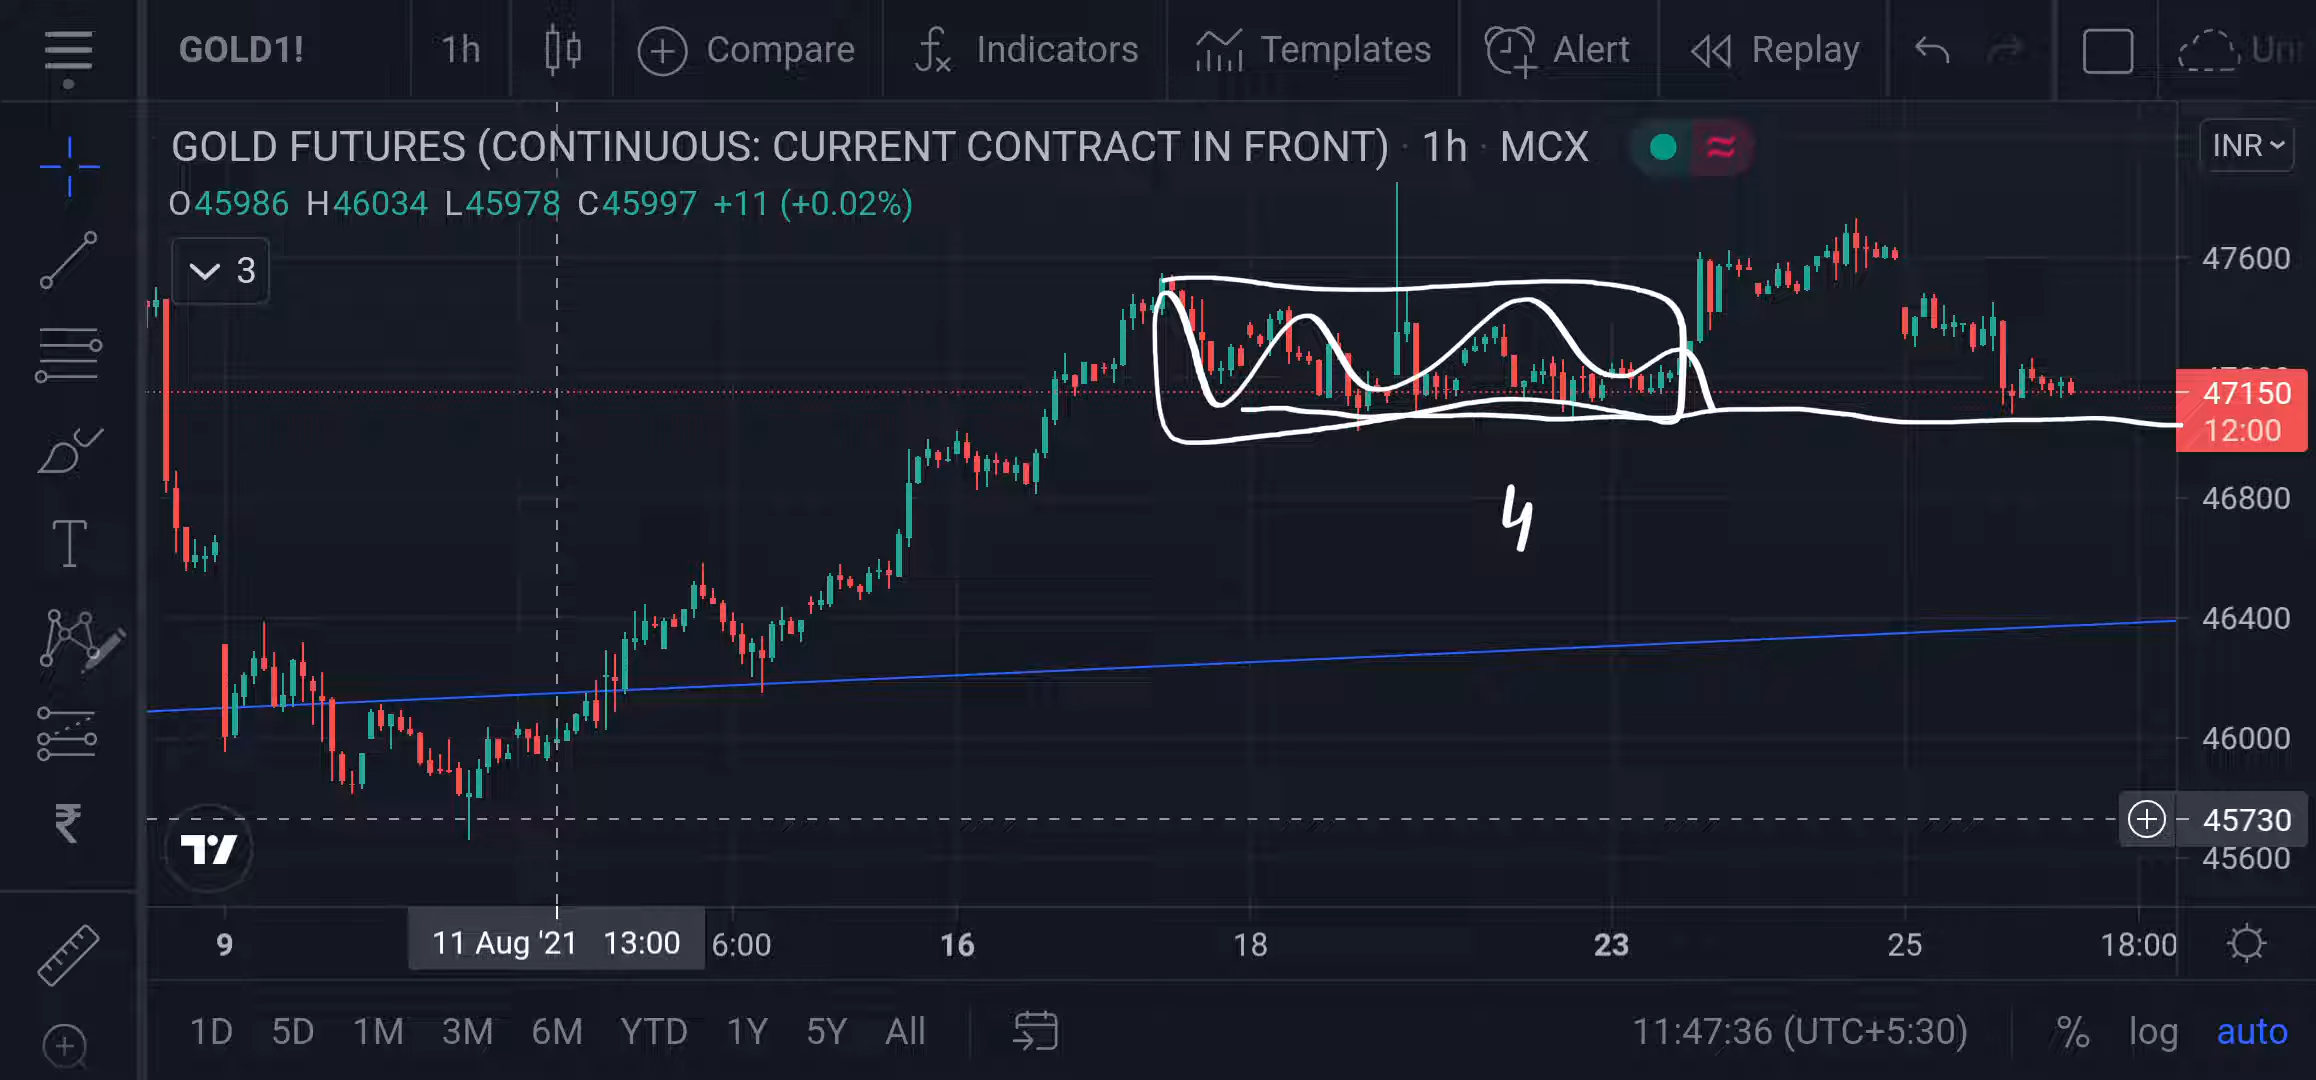 GOLD1! 1h Compare Indicators Templates Alert Replay
GOLD FUTURES (CONTINUOUS: CURRENT CONTRACT IN FRONT) · 1h · MCX INR
O45986 H46034 L45978 C45997 +11 (+0.02%)
3
47600
47150
12:00
46800
4
46400
46000
45730
45600
9 11 Aug '21 13:00 6:00 16 18 23 25 18:00
1D 5D 1M 3M 6M YTD 1Y 5Y All 11:47:36 (UTC+5:30) % log auto